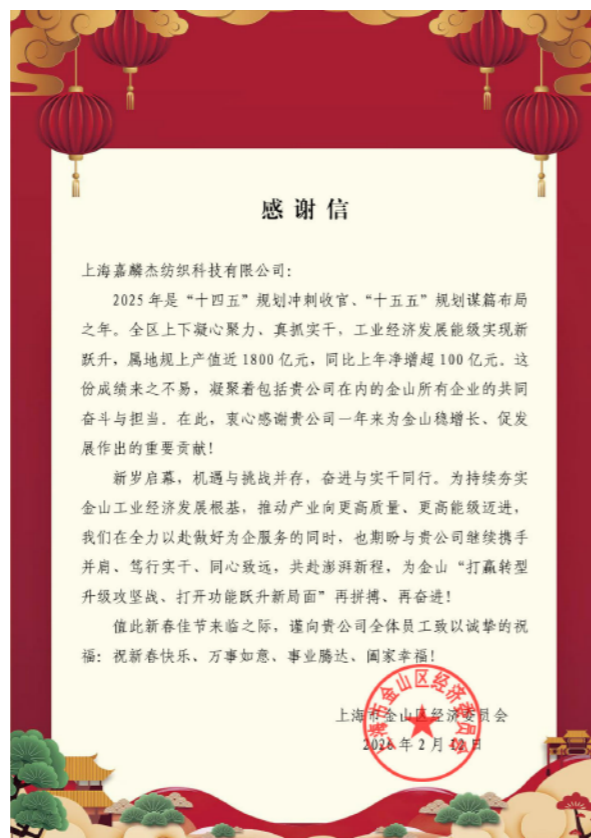 感谢信
上海嘉麟杰纺织科技有限公司：
2025年是“十四五”规划冲刺收官、“十五五”规划谋篇布局
之年。全区上下凝心聚力、真抓实干，工业经济发展能级实现新
跃升，属地规上产值近1800亿元，同比上年净增超100亿元。这
份成绩来之不易，凝聚着包括贵公司在内的金山所有企业的共同
奋斗与担当。在此，衷心感谢贵公司一年来为金山稳增长、促发
展作出的重要贡献！
新岁启幕，机遇与挑战并存，奋进与实干同行。为持续夯实
金山工业经济发展根基，推动产业向更高质量、更高能级迈进，
我们在全力以赴做好为企服务的同时，也期盼与贵公司继续携手
并肩、笃行实干、同心致远，共赴澎湃新程，为金山“打赢转型
升级攻坚战、打开功能跃升新局面”再拼搏、再奋进！
值此新春佳节来临之际，谨向贵公司全体员工致以诚挚的祝
福：祝新春快乐、万事如意、事业腾达、阖家幸福！
上海市金山区经济委员会
2026年2月12日
上海市金山区经济委员会